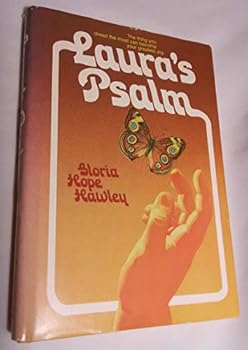 The thing you
dread the most can become
your greatest joy
Laura's
Psalm
Gloria
Hope
Hawley